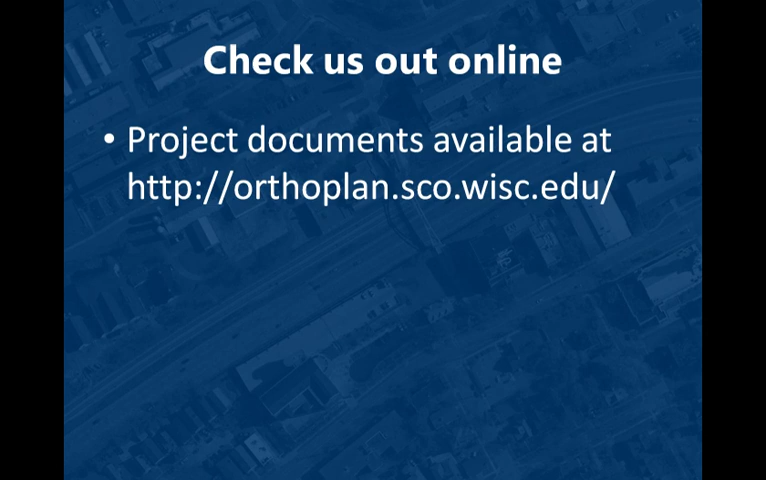 Check us out online
• Project documents available at
http://orthoplan.sco.wisc.edu/